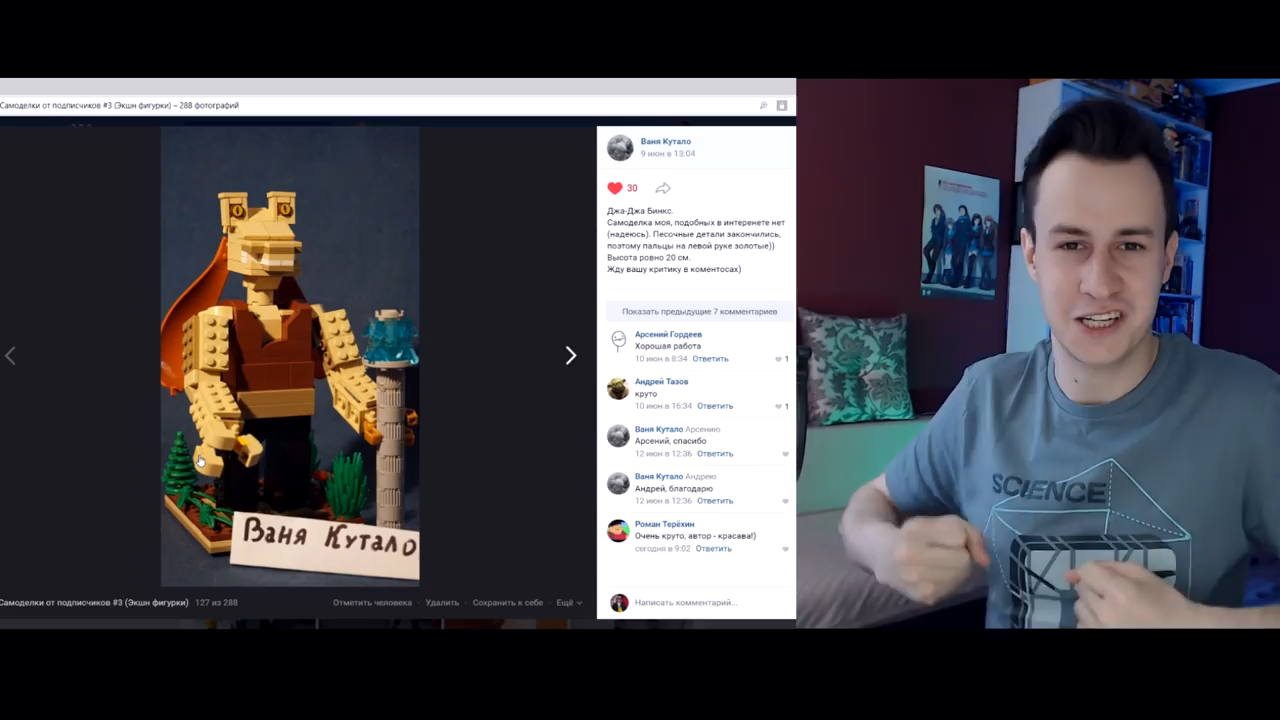 Самоделки от подписчиков #3 (Экшн фигурки) – 288 фотографий
Ваня Кутало
9 июн в 13:04
30
Джа-Джа Бинкс.
Самоделка моя, подобных в интеренете нет
(надеюсь). Песочные детали закончились,
поэтому пальцы на левой руке золотые))
Высота ровно 20 см.
Жду вашу критику в коментосах)
Показать предыдущие 7 комментариев
Арсений Гордеев
Хорошая работа
10 июн в 8:34 Ответить 1
Андрей Тазов
круто
10 июн в 16:34 Ответить 1
Ваня Кутало Арсению
Арсений, спасибо
12 июн в 12:36 Ответить
Ваня Кутало Андрею
Андрей, благодарю
12 июн в 12:36 Ответить
Роман Терёхин
Очень круто, автор - красава!)
сегодня в 9:02 Ответить
Написать комментарий...
Ваня Кутало
Самоделки от подписчиков #3 (Экшн фигурки) 127 из 288
Отметить человека · Удалить · Сохранить к себе · Ещё
SCIENCE